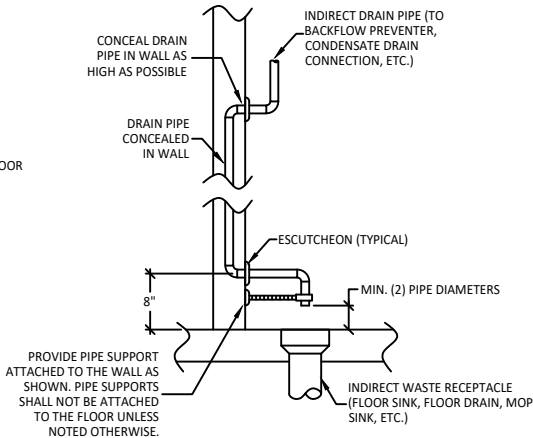 INDIRECT DRAIN PIPE (TO
BACKFLOW PREVENTER,
CONDENSATE DRAIN
CONNECTION, ETC.)
CONCEAL DRAIN
PIPE IN WALL AS
HIGH AS POSSIBLE
DRAIN PIPE
CONCEALED
IN WALL
OOR
ESCUTCHEON (TYPICAL)
8"
MIN. (2) PIPE DIAMETERS
PROVIDE PIPE SUPPORT
ATTACHED TO THE WALL AS
SHOWN. PIPE SUPPORTS
SHALL NOT BE ATTACHED
TO THE FLOOR UNLESS
NOTED OTHERWISE.
INDIRECT WASTE RECEPTACLE
(FLOOR SINK, FLOOR DRAIN, MOP
SINK, ETC.)